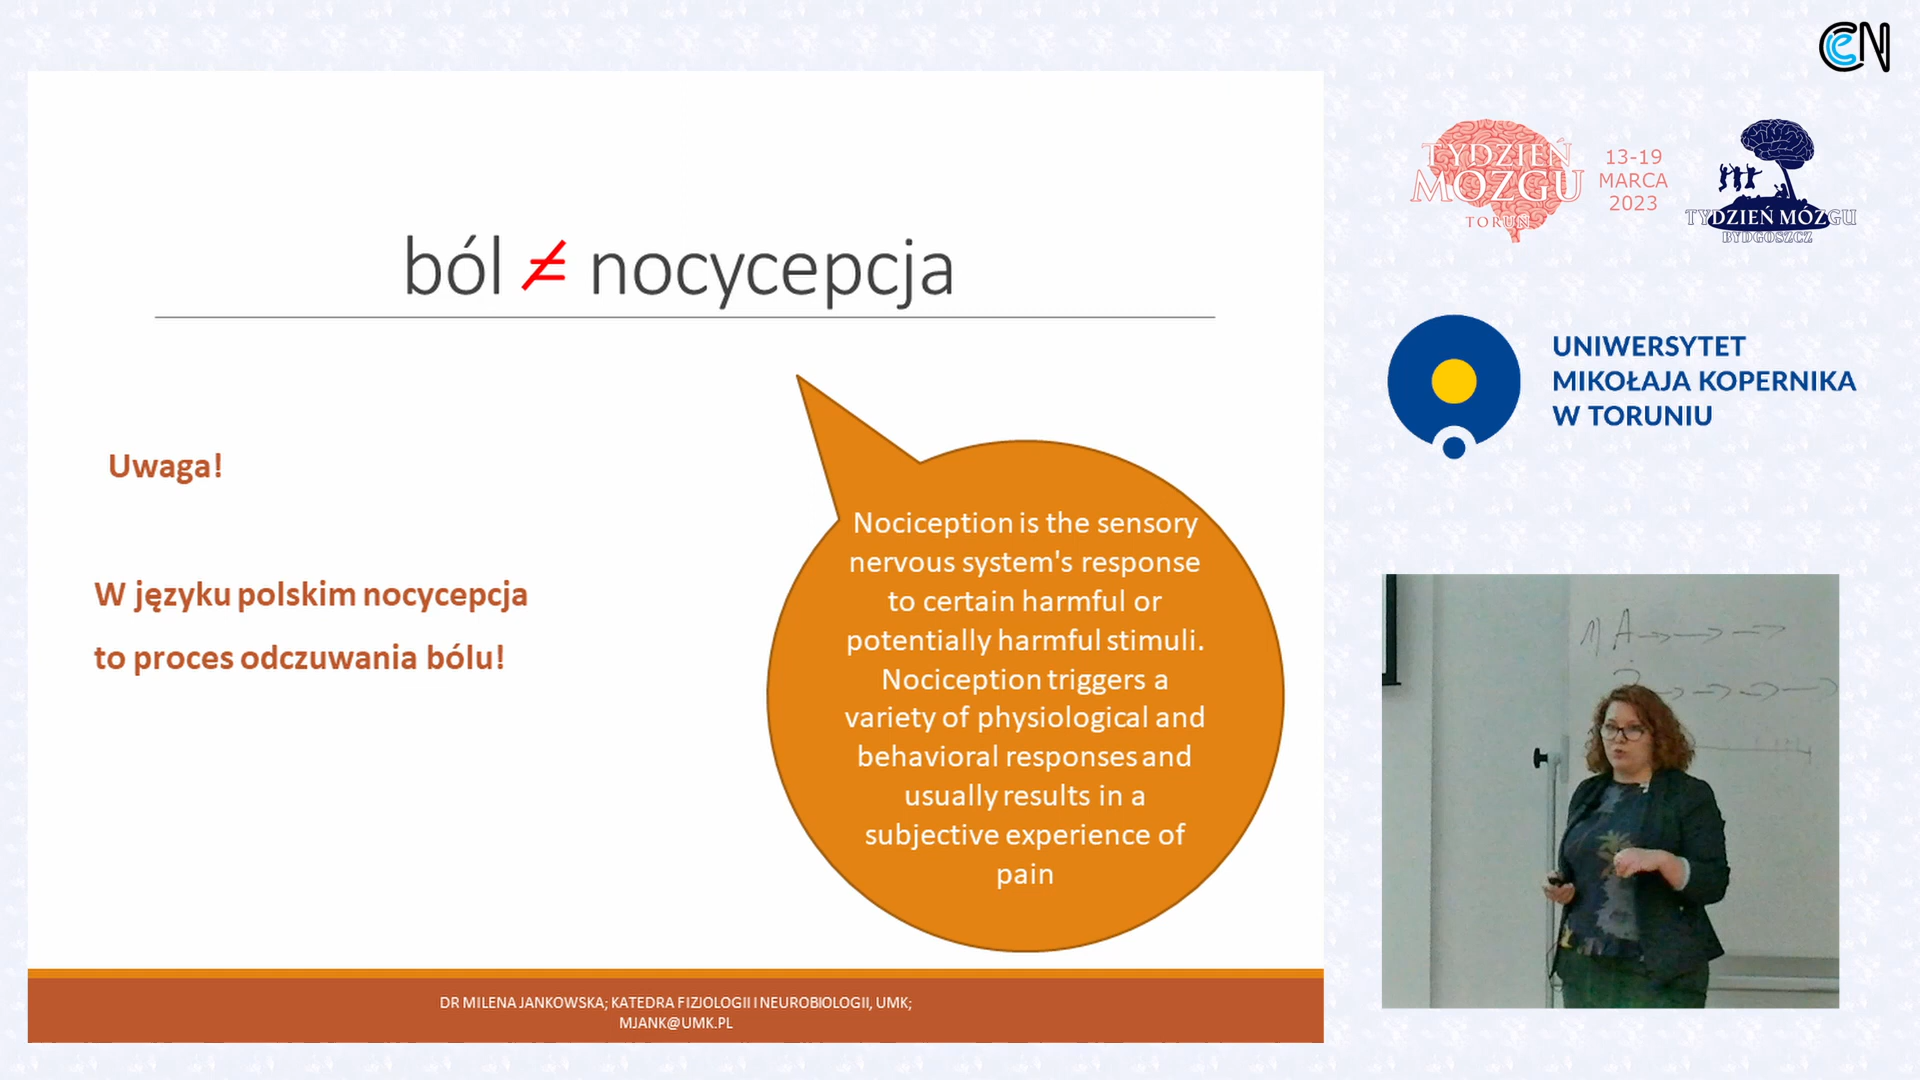 CeN
TYDZIEŃ
MÓZGU
TORUŃ
13-19
MARCA
2023
TYDZIEŃ MÓZGU
BYDGOSZCZ
ból ≠ nocycepcja
UNIWERSYTET
MIKOŁAJA KOPERNIKA
W TORUNIU
Uwaga!
W języku polskim nocycepcja
to proces odczuwania bólu!
Nociception is the sensory
nervous system's response
to certain harmful or
potentially harmful stimuli.
Nociception triggers a
variety of physiological and
behavioral responses and
usually results in a
subjective experience of
pain
DR MILENA JANKOWSKA; KATEDRA FIZJOLOGII I NEUROBIOLOGII, UMK;
MJANK@UMK.PL